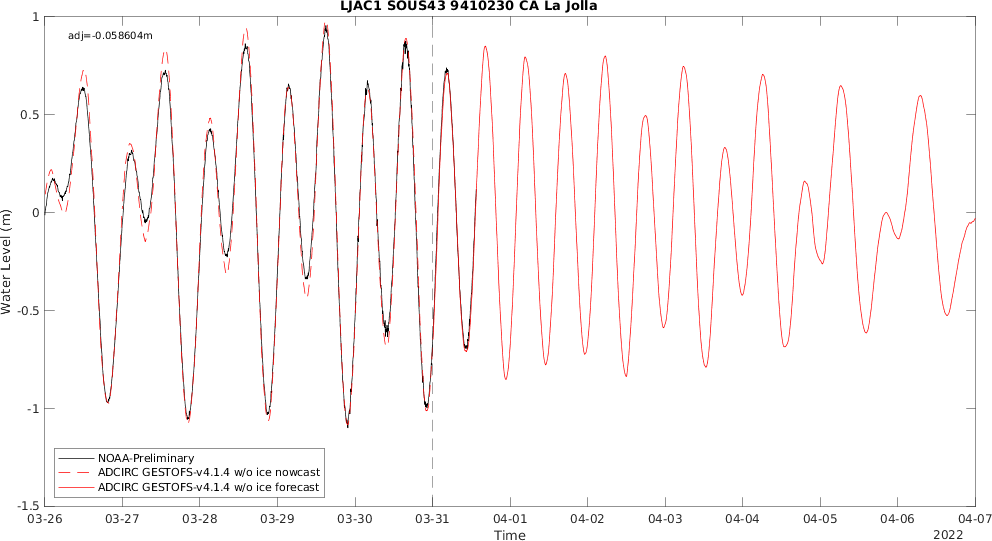 LJAC1 SOUS43 9410230 CA La Jolla
adj=-0.058604m
1
0.5
0
-0.5
-1
-1.5
Water Level (m)
NOAA-Preliminary
ADCIRC GESTOFS-v4.1.4 w/o ice nowcast
ADCIRC GESTOFS-v4.1.4 w/o ice forecast
03-26 03-27 03-28 03-29 03-30 03-31 04-01 04-02 04-03 04-04 04-05 04-06 04-07
Time
2022